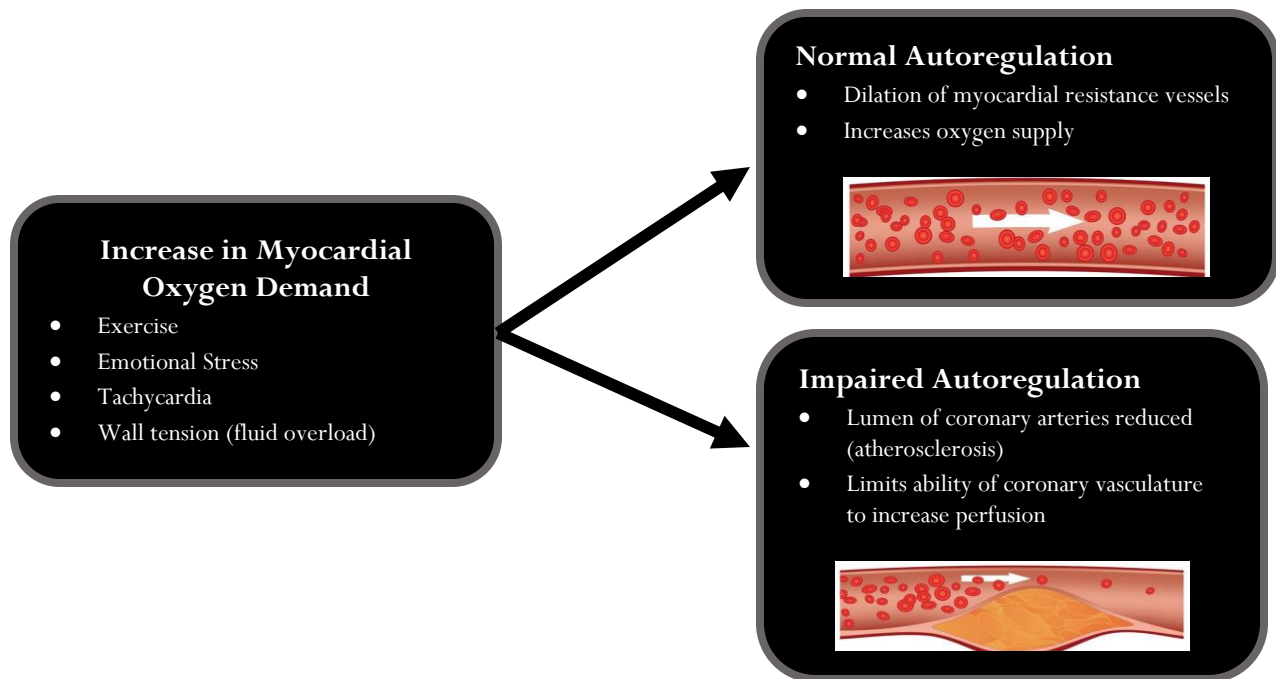 Increase in Myocardial
Oxygen Demand
• Exercise
• Emotional Stress
• Tachycardia
• Wall tension (fluid overload)
Normal Autoregulation
• Dilation of myocardial resistance vessels
• Increases oxygen supply
Impaired Autoregulation
• Lumen of coronary arteries reduced
(atherosclerosis)
• Limits ability of coronary vasculature
to increase perfusion